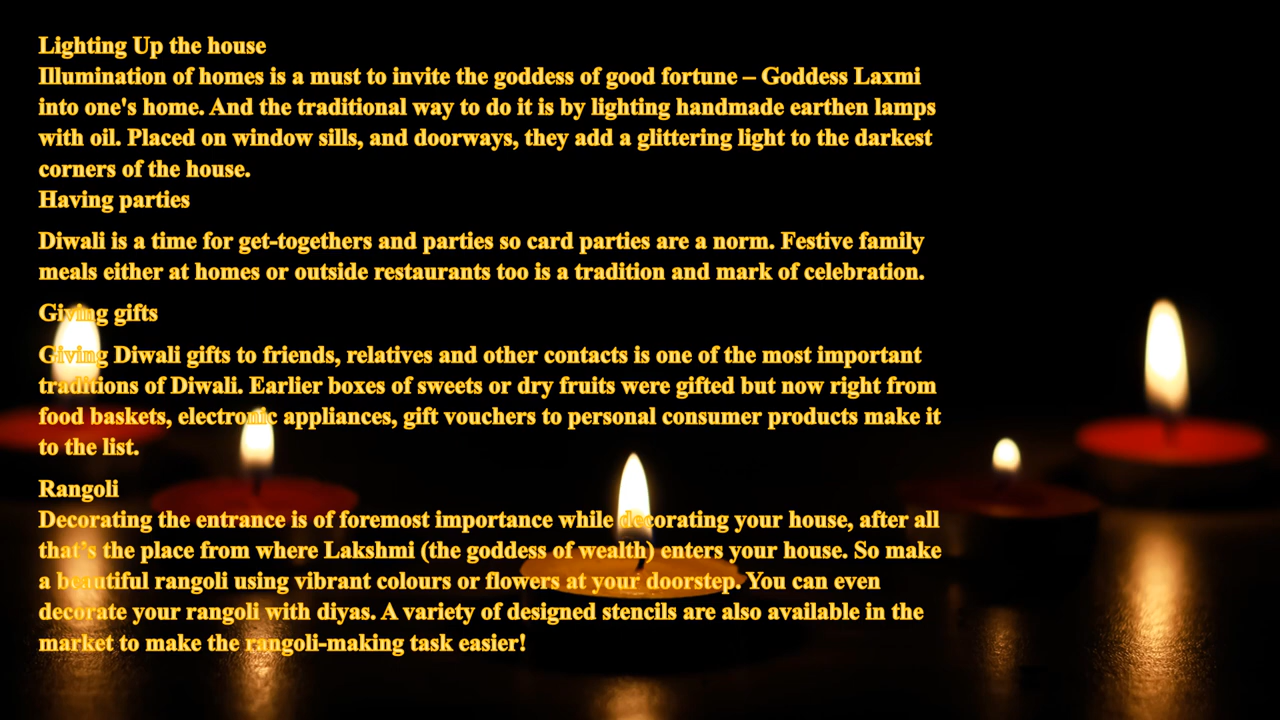 Lighting Up the house
Illumination of homes is a must to invite the goddess of good fortune – Goddess Laxmi
into one's home. And the traditional way to do it is by lighting handmade earthen lamps
with oil. Placed on window sills, and doorways, they add a glittering light to the darkest
corners of the house.
Having parties
Diwali is a time for get-togethers and parties so card parties are a norm. Festive family
meals either at homes or outside restaurants too is a tradition and mark of celebration.
Giving gifts
Giving Diwali gifts to friends, relatives and other contacts is one of the most important
traditions of Diwali. Earlier boxes of sweets or dry fruits were gifted but now right from
food baskets, electronic appliances, gift vouchers to personal consumer products make it
to the list.
Rangoli
Decorating the entrance is of foremost importance while decorating your house, after all
that’s the place from where Lakshmi (the goddess of wealth) enters your house. So make
a beautiful rangoli using vibrant colours or flowers at your doorstep. You can even
decorate your rangoli with diyas. A variety of designed stencils are also available in the
market to make the rangoli-making task easier!